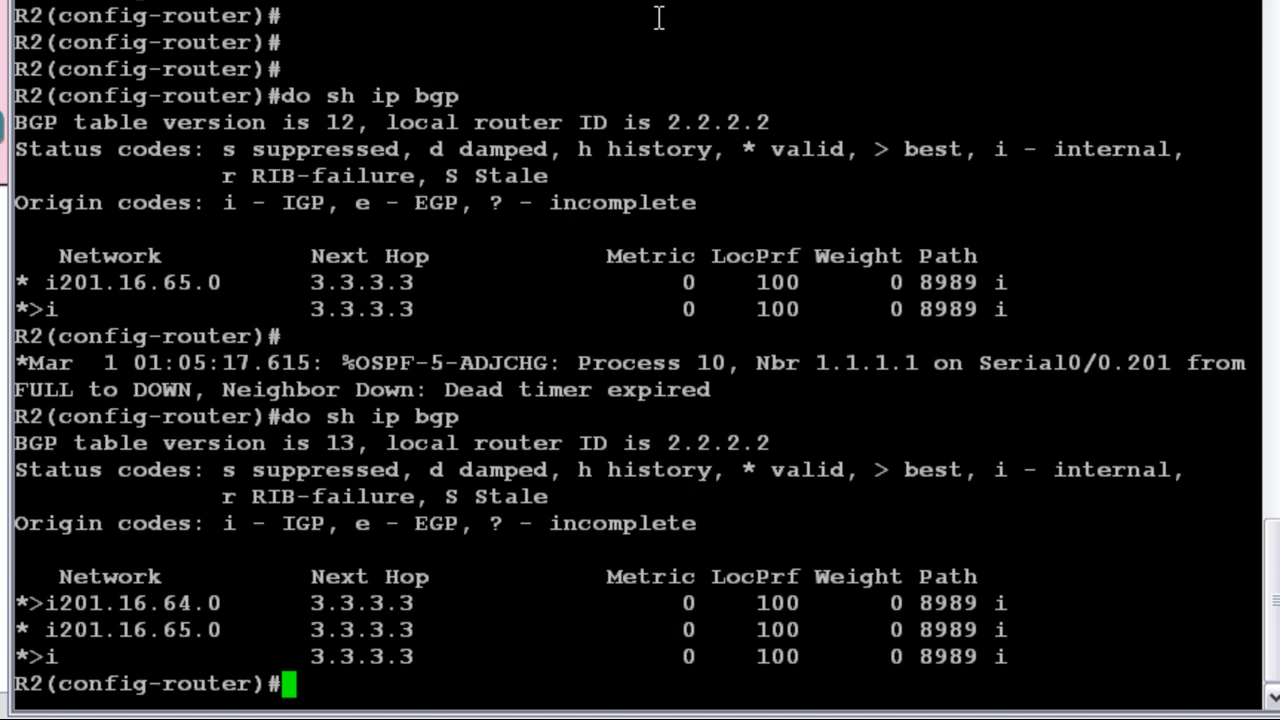 R2(config-router)#
R2(config-router)#
R2(config-router)#
R2(config-router)#do sh ip bgp
BGP table version is 12, local router ID is 2.2.2.2
Status codes: s suppressed, d damped, h history, * valid, > best, i - internal,
              r RIB-failure, S Stale
Origin codes: i - IGP, e - EGP, ? - incomplete

   Network          Next Hop            Metric LocPrf Weight Path
* i201.16.65.0      3.3.3.3                  0    100      0 8989 i
*>i                 3.3.3.3                  0    100      0 8989 i
R2(config-router)#
*Mar  1 01:05:17.615: %OSPF-5-ADJCHG: Process 10, Nbr 1.1.1.1 on Serial0/0.201 from
FULL to DOWN, Neighbor Down: Dead timer expired
R2(config-router)#do sh ip bgp
BGP table version is 13, local router ID is 2.2.2.2
Status codes: s suppressed, d damped, h history, * valid, > best, i - internal,
              r RIB-failure, S Stale
Origin codes: i - IGP, e - EGP, ? - incomplete

   Network          Next Hop            Metric LocPrf Weight Path
*>i201.16.64.0      3.3.3.3                  0    100      0 8989 i
* i201.16.65.0      3.3.3.3                  0    100      0 8989 i
*>i                 3.3.3.3                  0    100      0 8989 i
R2(config-router)#